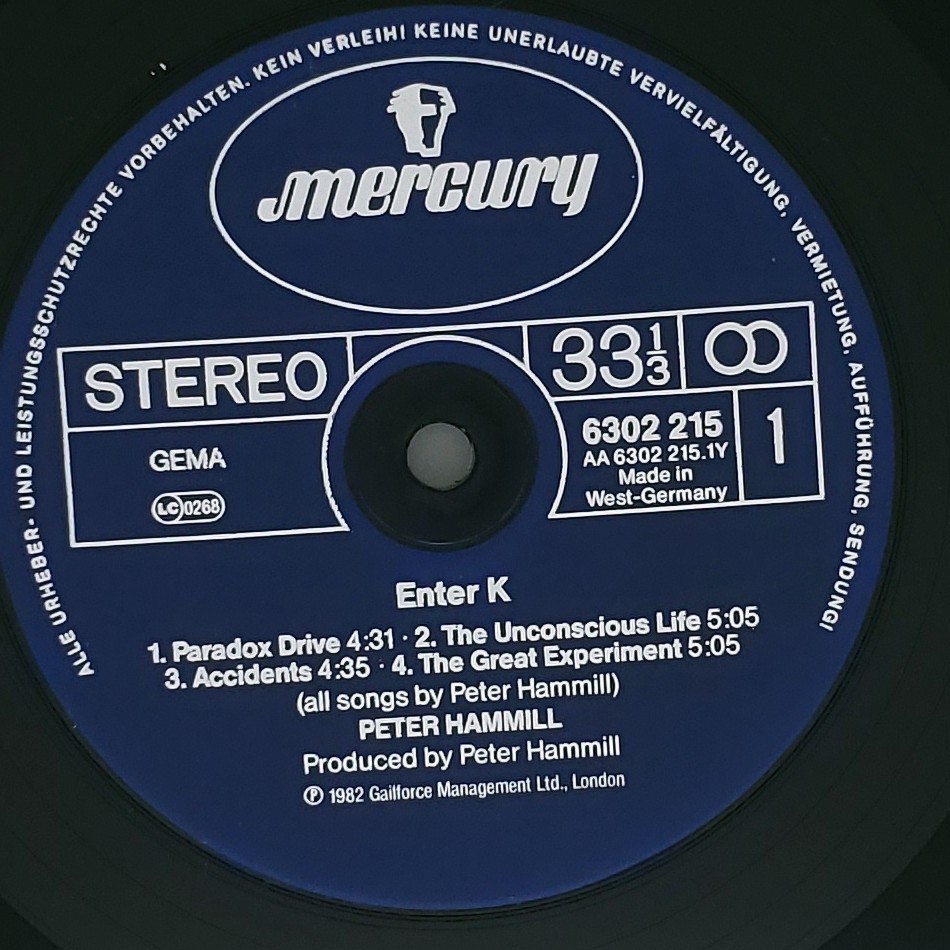 ALLE URHEBER- UND LEISTUNGSSCHUTZRECHTE VORBEHALTEN. KEIN VERLEIH! KEINE UNERLAUBTE VERVIELFÄLTIGUNG, VERMIETUNG, AUFFÜHRUNG, SENDUNG!
mercury
STEREO
33 1/3
GEMA
LC 0268
6302 215
AA 6302 215.1Y
Made in
West-Germany
1
Enter K
1. Paradox Drive 4:31 · 2. The Unconscious Life 5:05
3. Accidents 4:35 · 4. The Great Experiment 5:05
(all songs by Peter Hammill)
PETER HAMMILL
Produced by Peter Hammill
℗ 1982 Gailforce Management Ltd., London